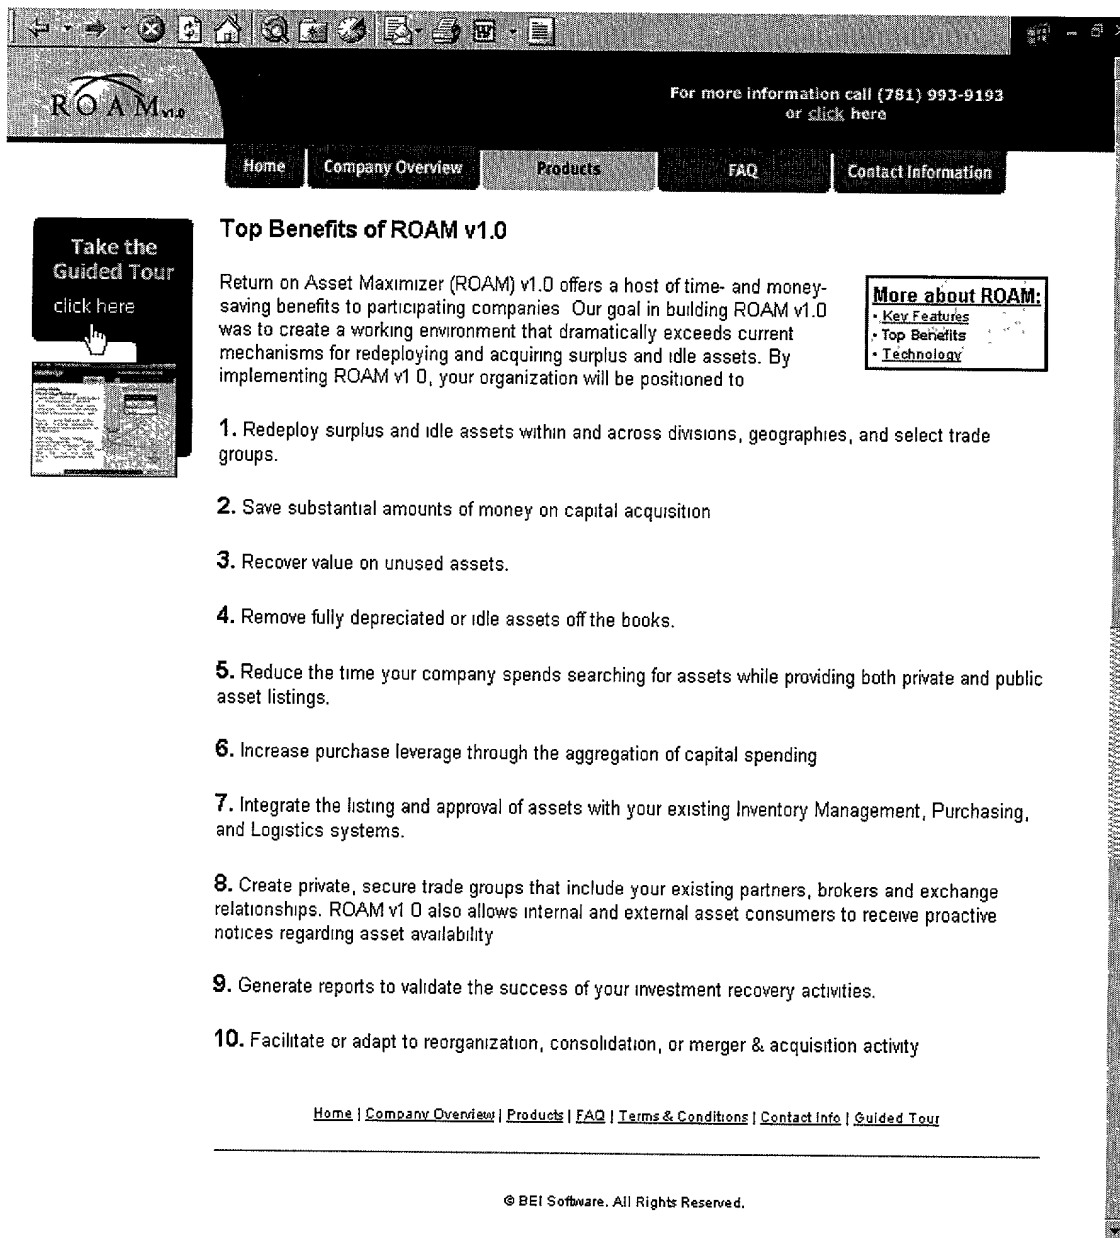 ROAM v1.0
For more information call (781) 993-9193
or click here
Home
Company Overview
Products
FAQ
Contact Information
Take the
Guided Tour
click here
Top Benefits of ROAM v1.0
Return on Asset Maximizer (ROAM) v1.0 offers a host of time- and money-
saving benefits to participating companies Our goal in building ROAM v1.0
was to create a working environment that dramatically exceeds current
mechanisms for redeploying and acquiring surplus and idle assets. By
implementing ROAM v1 0, your organization will be positioned to
More about ROAM:
• Key Features
• Top Benefits
• Technology
1. Redeploy surplus and idle assets within and across divisions, geographies, and select trade
groups.
2. Save substantial amounts of money on capital acquisition
3. Recover value on unused assets.
4. Remove fully depreciated or idle assets off the books.
5. Reduce the time your company spends searching for assets while providing both private and public
asset listings.
6. Increase purchase leverage through the aggregation of capital spending
7. Integrate the listing and approval of assets with your existing Inventory Management, Purchasing,
and Logistics systems.
8. Create private, secure trade groups that include your existing partners, brokers and exchange
relationships. ROAM v1 0 also allows internal and external asset consumers to receive proactive
notices regarding asset availability
9. Generate reports to validate the success of your investment recovery activities.
10. Facilitate or adapt to reorganization, consolidation, or merger & acquisition activity
Home | Company Overview | Products | FAQ | Terms & Conditions | Contact Info | Guided Tour
© BEI Software. All Rights Reserved.